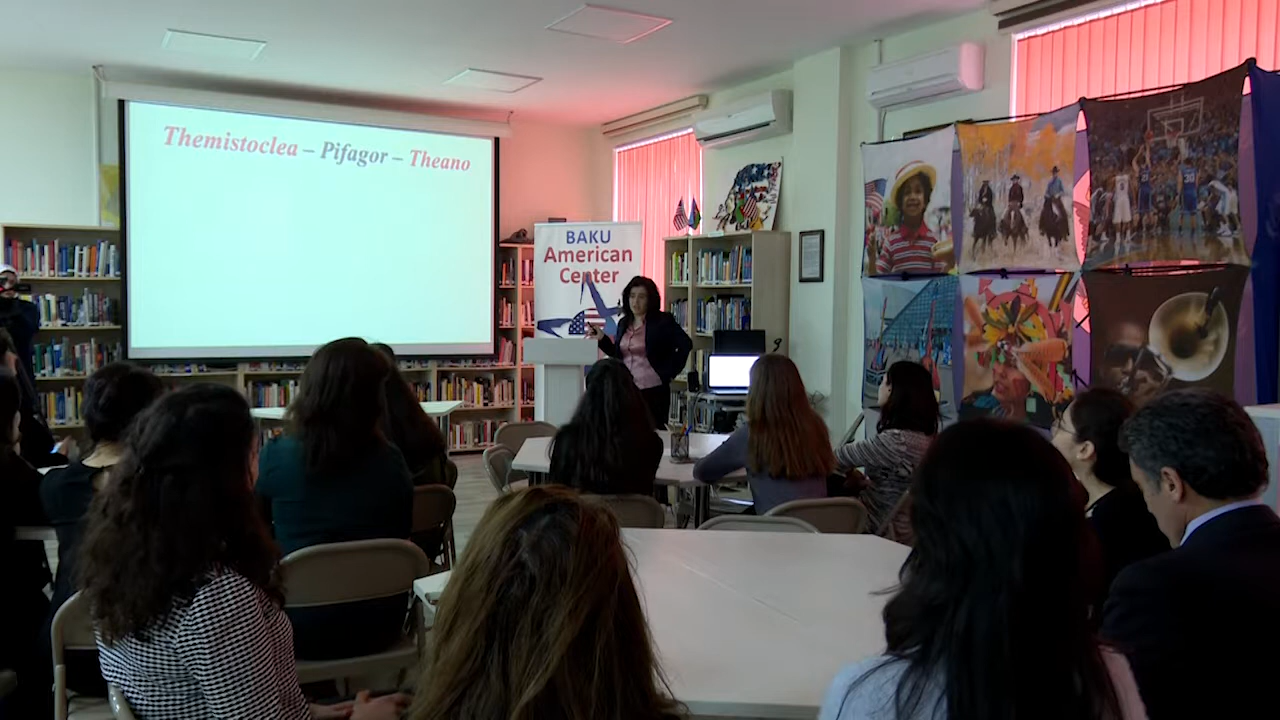 Themistoclea – Pifagor – Theano
BAKU
American
Center